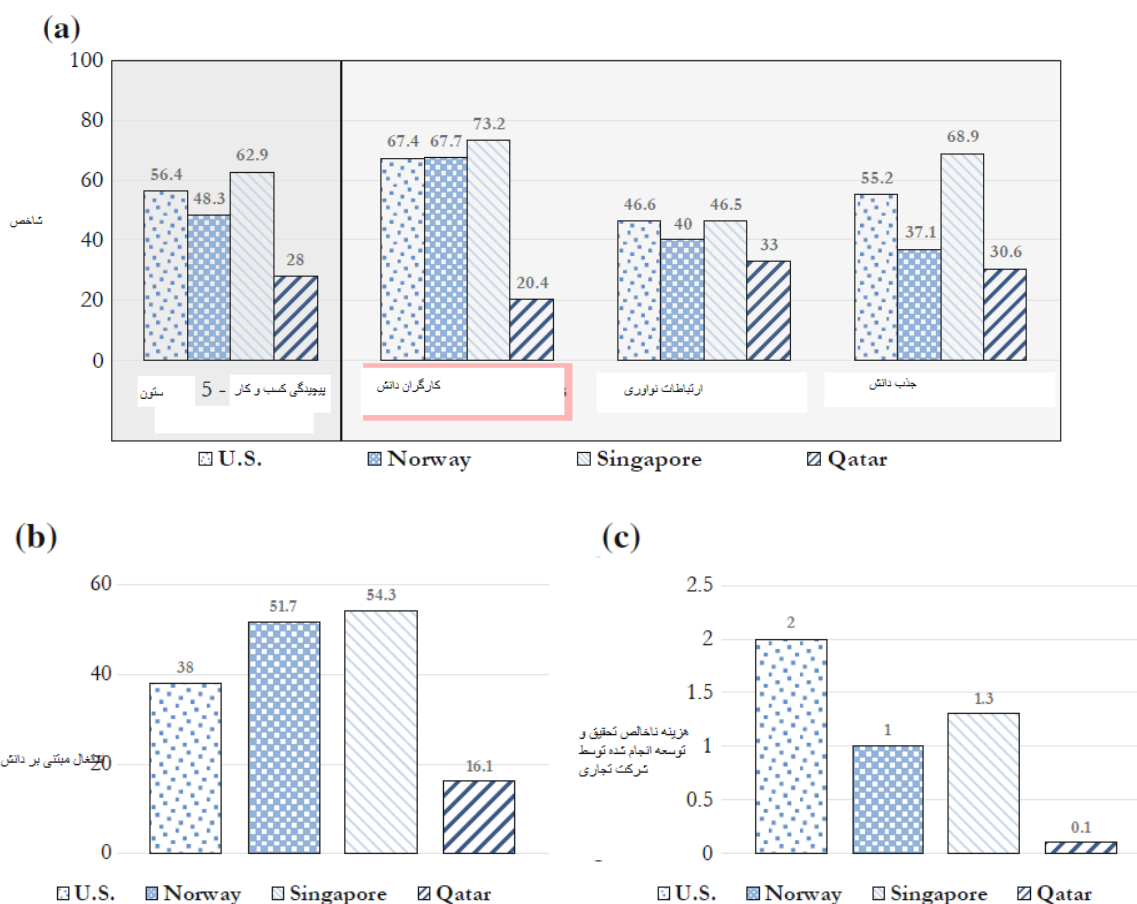 (a)
100
80
60
40
20
0
شاخص
56.4
48.3
62.9
28
67.4
67.7
73.2
20.4
46.6
40
46.5
33
55.2
37.1
68.9
30.6
ستون 5 - پیچیدگی کسب و کار
کارگران دانش
ارتباطات نواوری
جذب دانش
U.S. Norway Singapore Qatar
(b)
60
40
20
0
38
51.7
54.3
16.1
مبتنی بر دانش
U.S. Norway Singapore Qatar
(c)
2.5
2
1.5
1
0.5
0
هزینه ناخالص تحقیق و
توسعه انجام شده توسط
شرکت تجاری
2
1
1.3
0.1
U.S. Norway Singapore Qatar